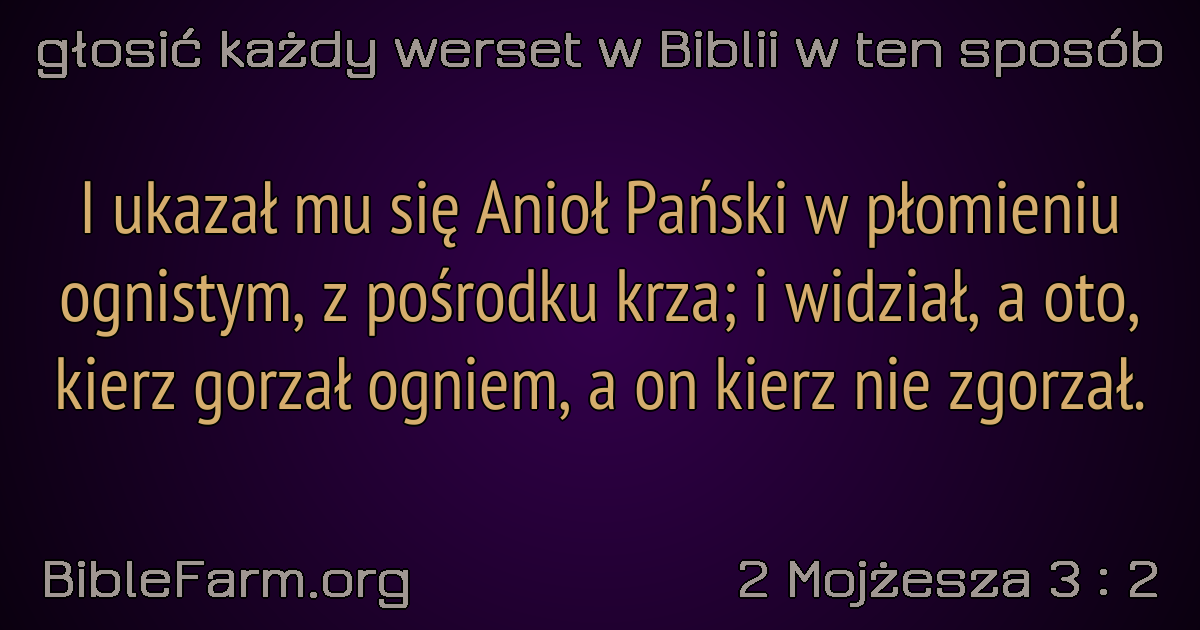 głosić każdy werset w Biblii w ten sposób
I ukazał mu się Anioł Pański w płomieniu
ognistym, z pośrodku krza; i widział, a oto,
kierz gorzał ogniem, a on kierz nie zgorzał.
BibleFarm.org
2 Mojżesza 3 : 2